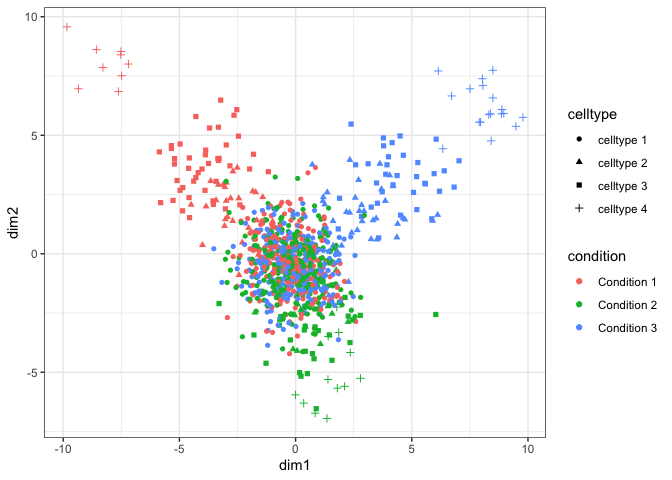 10
5
0
-5
dim2
-10
-5
0
5
10
dim1
celltype
celltype 1
celltype 2
celltype 3
celltype 4
condition
Condition 1
Condition 2
Condition 3